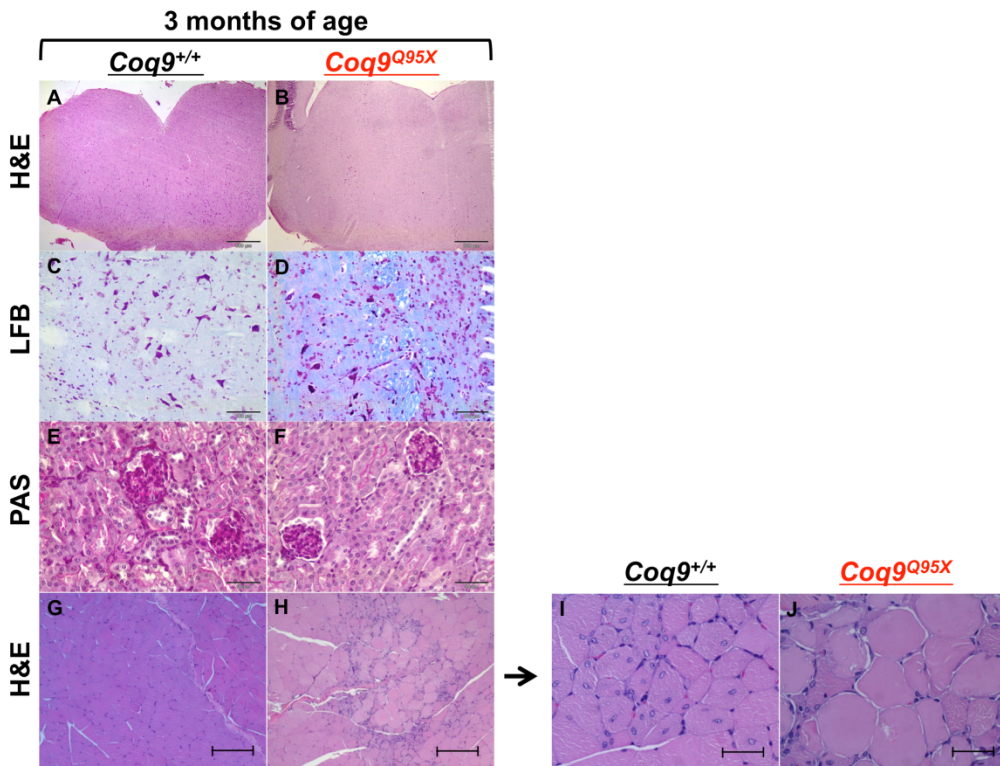 3 months of age
Coq9+/+
Coq9Q95X
H&E
A
B
LFB
C
D
PAS
E
F
H&E
G
H
Coq9+/+
Coq9Q95X
I
J